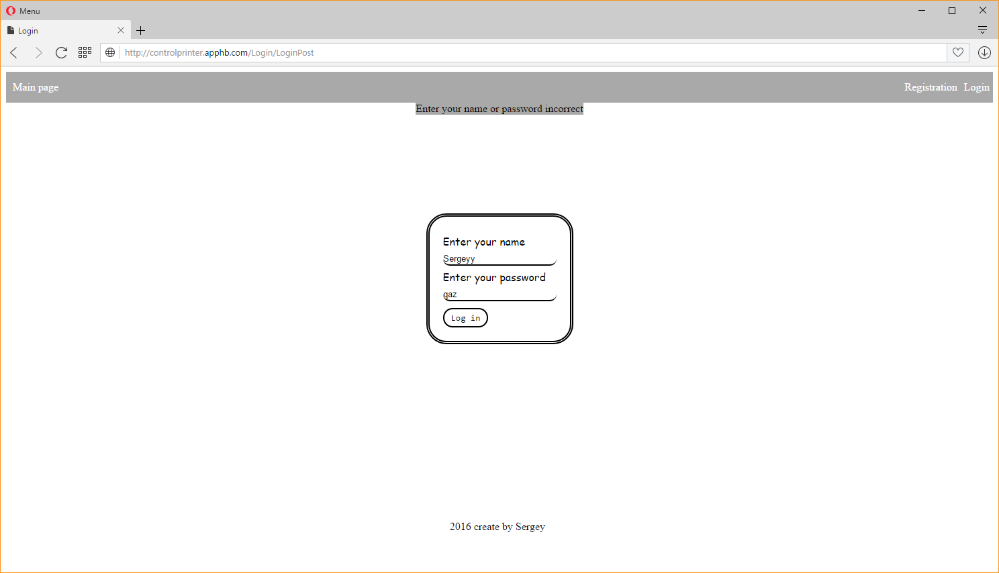 Menu
Login
http://controlprinter.apphb.com/Login/LoginPost
Main page Registration Login
Enter your name or password incorrect
Enter your name
Sergeyy
Enter your password
qaz
Log in
2016 create by Sergey